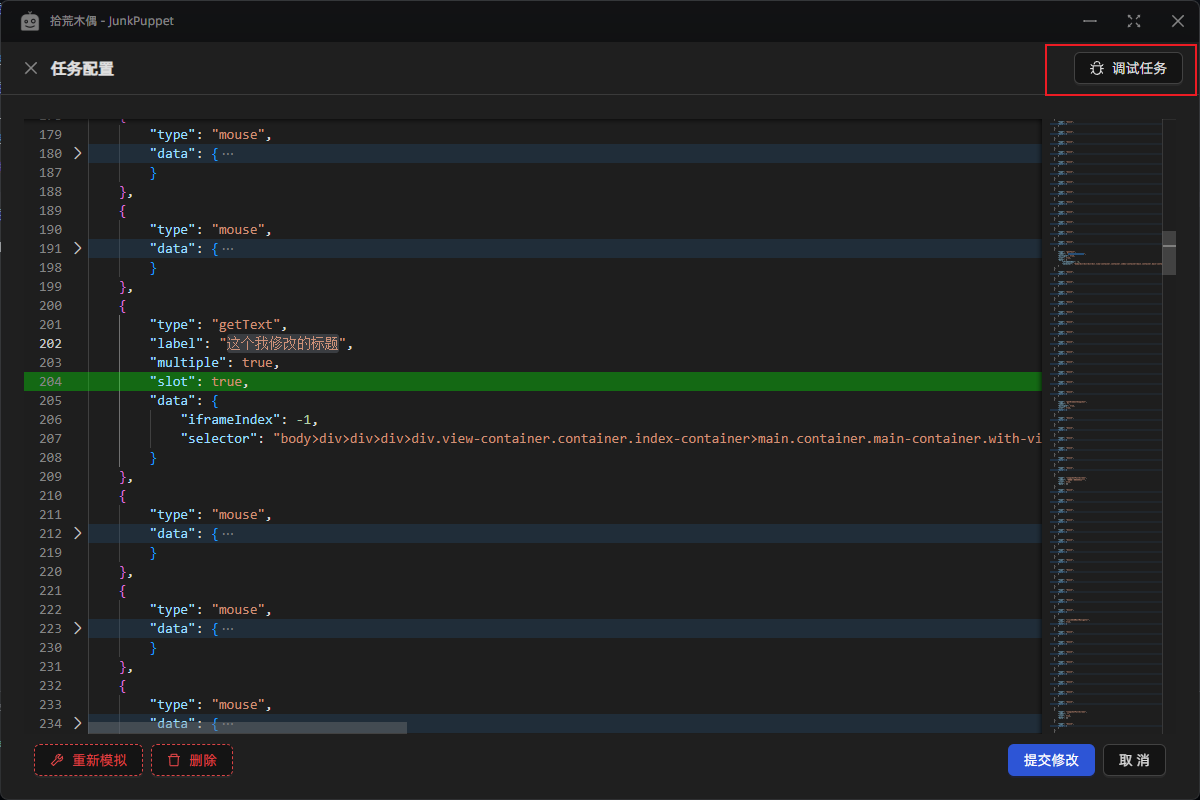 拾荒木偶 - JunkPuppet
任务配置
调试任务
179 "type": "mouse",
180 "data": { ···
187 }
188 },
189 {
190 "type": "mouse",
191 "data": { ···
198 }
199 },
200 {
201 "type": "getText",
202 "label": "这个我修改的标题",
203 "multiple": true,
204 "slot": true,
205 "data": {
206 "iframeIndex": -1,
207 "selector": "body>div>div>div>div.view-container.container.index-container>main.container.main-container.with-vi
208 }
209 },
210 {
211 "type": "mouse",
212 "data": { ···
219 }
220 },
221 {
222 "type": "mouse",
223 "data": { ···
230 }
231 },
232 {
233 "type": "mouse",
234 "data": { ···
重新模拟
删除
提交修改
取 消